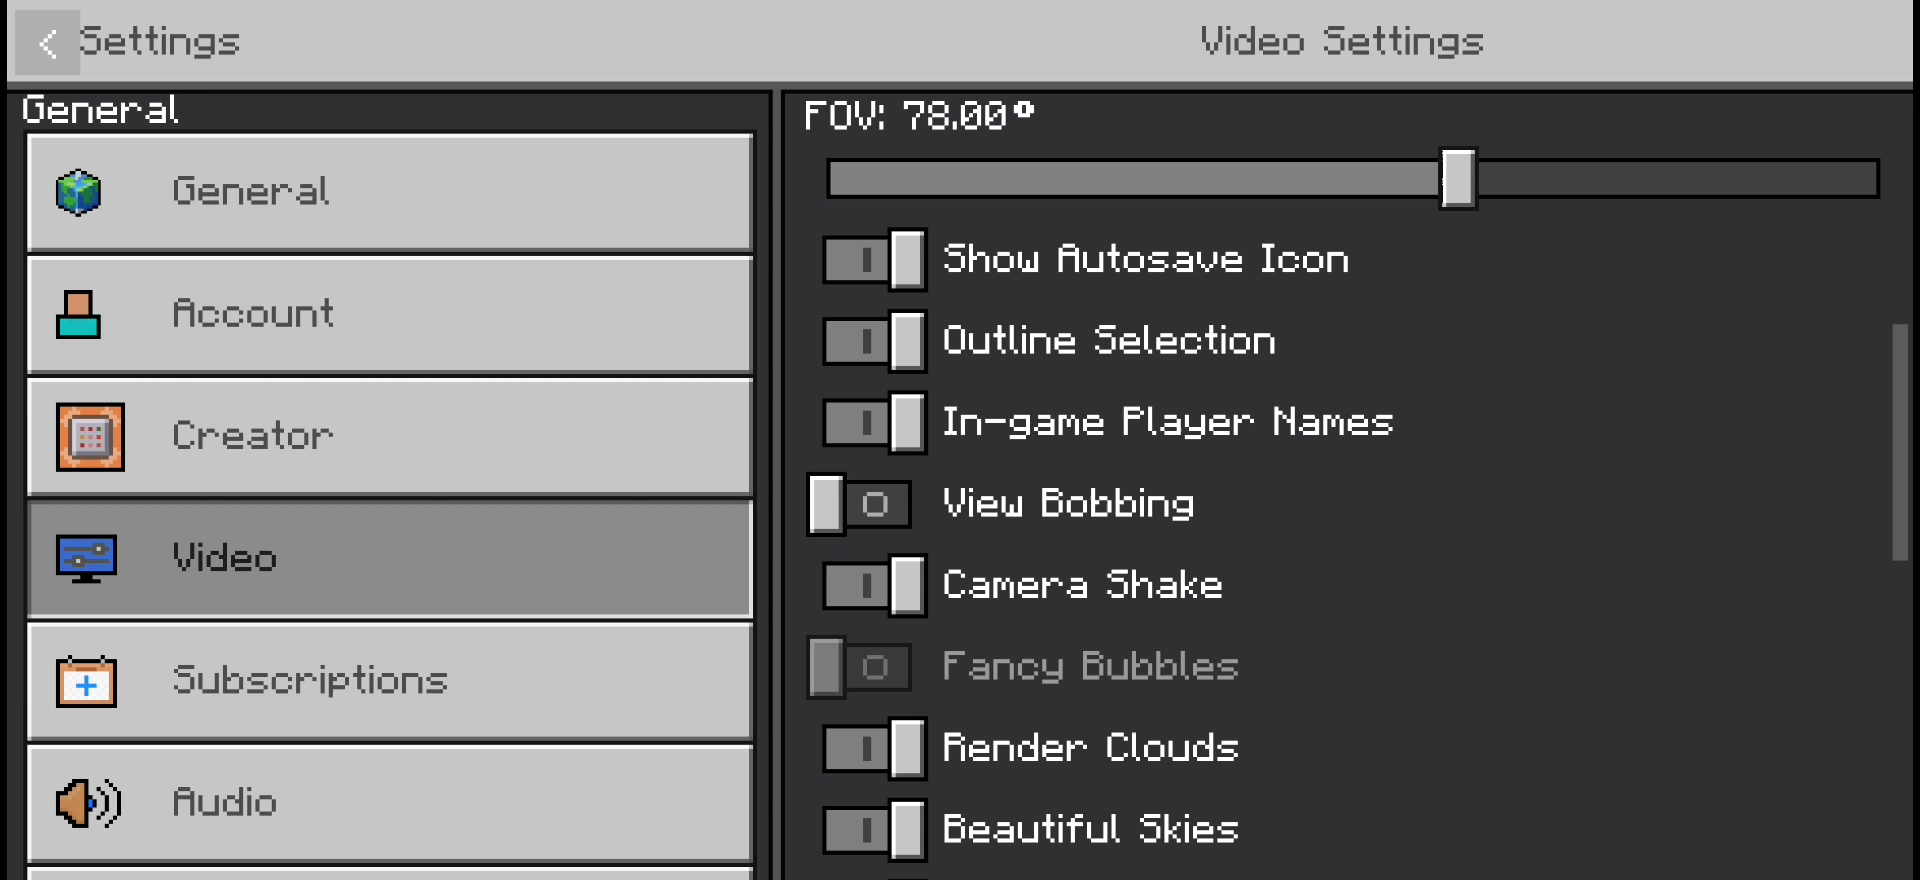 Settings
Video Settings
General
General
Account
Creator
Video
Subscriptions
Audio
FOV: 78.00°
Show Autosave Icon
Outline Selection
In-game Player Names
View Bobbing
Camera Shake
Fancy Bubbles
Render Clouds
Beautiful Skies